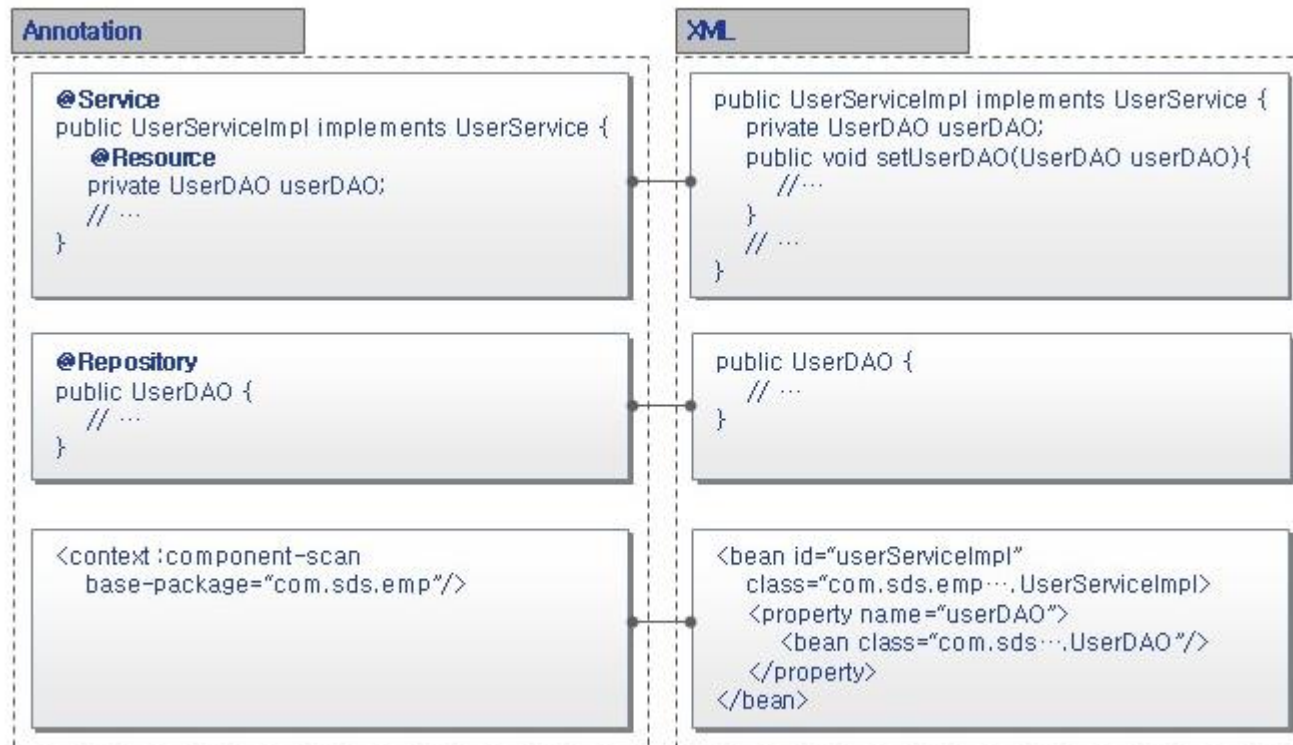 Annotation
@Service
public UserServiceImpl implements UserService {
@Resource
private UserDAO userDAO;
// ···
}
@Repository
public UserDAO {
// ···
}
<context:component-scan
base-package="com.sds.emp"/>
XML
public UserServiceImpl implements UserService {
private UserDAO userDAO;
public void setUserDAO(UserDAO userDAO){
//···
}
// ···
}
public UserDAO {
// ···
}
<bean id="userServiceImpl"
class="com.sds.emp···.UserServiceImpl>
<property name="userDAO">
<bean class="com.sds···.UserDAO"/>
</property>
</bean>